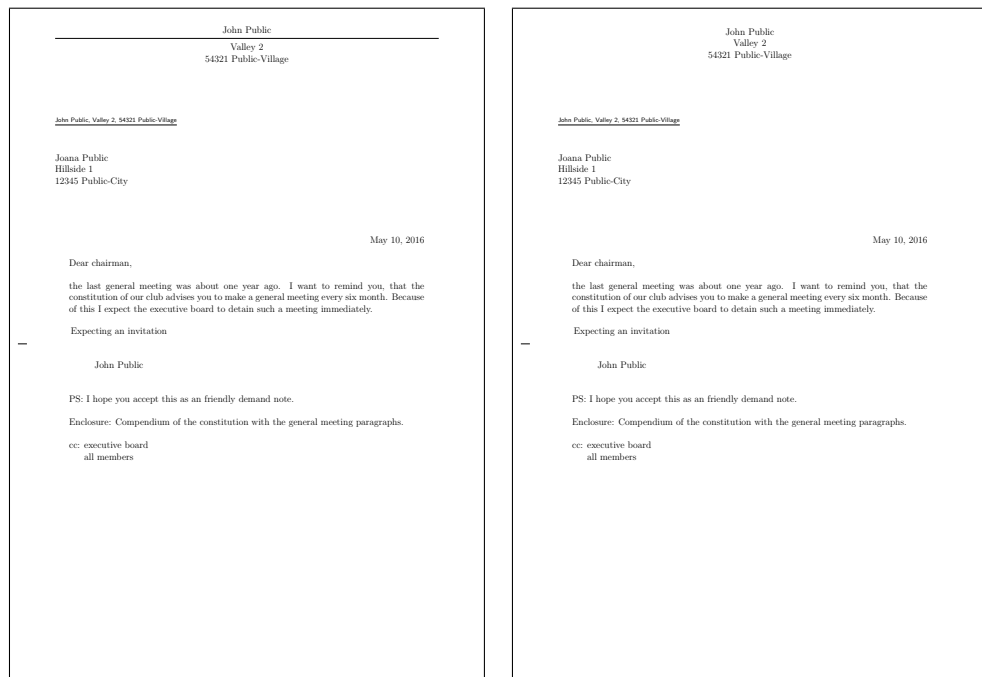 John Public
Valley 2
54321 Public-Village
John Public, Valley 2, 54321 Public-Village
Joana Public
Hillside 1
12345 Public-City
May 10, 2016
Dear chairman,
the last general meeting was about one year ago. I want to remind you, that the
constitution of our club advises you to make a general meeting every six month. Because
of this I expect the executive board to detain such a meeting immediately.
Expecting an invitation
John Public
PS: I hope you accept this as an friendly demand note.
Enclosure: Compendium of the constitution with the general meeting paragraphs.
cc: executive board
all members
John Public
Valley 2
54321 Public-Village
John Public, Valley 2, 54321 Public-Village
Joana Public
Hillside 1
12345 Public-City
May 10, 2016
Dear chairman,
the last general meeting was about one year ago. I want to remind you, that the
constitution of our club advises you to make a general meeting every six month. Because
of this I expect the executive board to detain such a meeting immediately.
Expecting an invitation
John Public
PS: I hope you accept this as an friendly demand note.
Enclosure: Compendium of the constitution with the general meeting paragraphs.
cc: executive board
all members